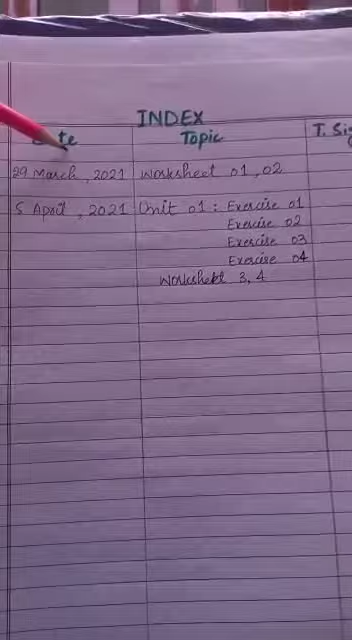 INDEX
Topic T. Sig
29 March, 2021 Worksheet 01, 02
5 April, 2021 Unit 01: Exercise 01
Exercise 02
Exercise 03
Exercise 04
Worksheet 3, 4